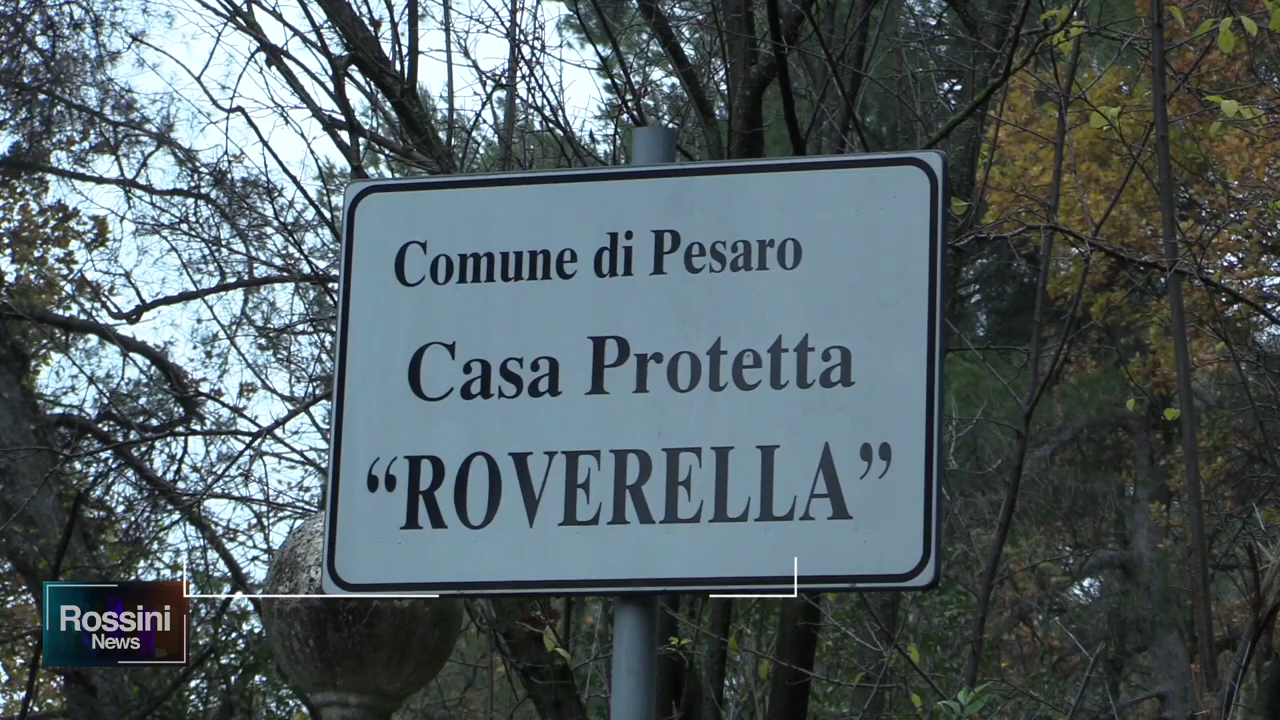 Comune di Pesaro
Casa Protetta
“ROVERELLA”
Rossini
News